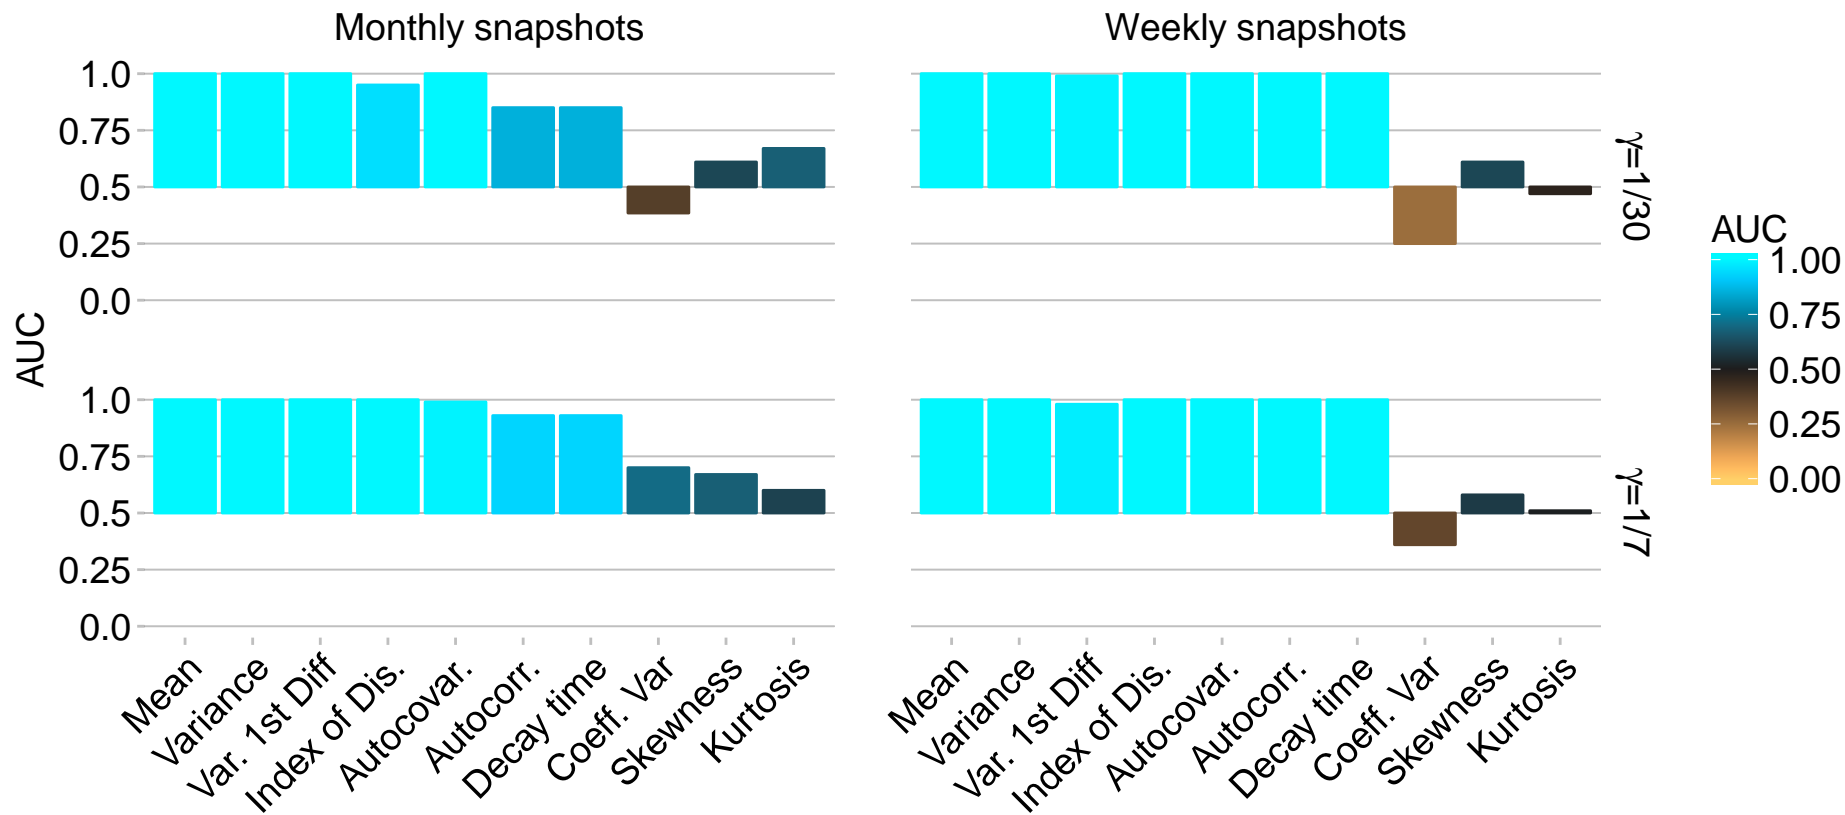 Monthly snapshots
Weekly snapshots
AUC
1.0
0.75
0.5
0.25
0.0
γ=1/30
1.0
0.75
0.5
0.25
0.0
γ=1/7
Mean
Variance
Var. 1st Diff
Index of Dis.
Autocovar.
Autocorr.
Decay time
Coeff. Var
Skewness
Kurtosis
Mean
Variance
Var. 1st Diff
Index of Dis.
Autocovar.
Autocorr.
Decay time
Coeff. Var
Skewness
Kurtosis
AUC
1.00
0.75
0.50
0.25
0.00